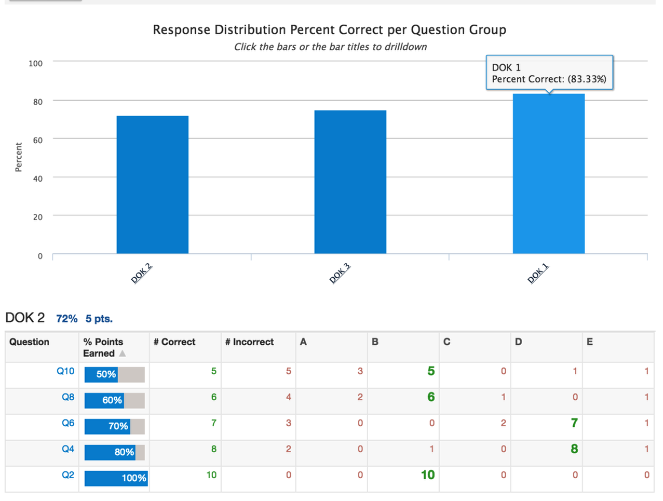 Response Distribution Percent Correct per Question Group
Click the bars or the bar titles to drilldown
DOK 1
Percent Correct: (83.33%)
Percent
100
80
60
40
20
0
DOK 2
DOK 3
DOK 1
DOK 2 72% 5 pts.
Question % Points Earned # Correct # Incorrect A B C D E
Q10 50% 5 5 3 5 0 1 1
Q8 60% 6 4 2 6 1 0 1
Q6 70% 7 3 0 0 2 7 1
Q4 80% 8 2 0 1 0 8 1
Q2 100% 10 0 0 10 0 0 0